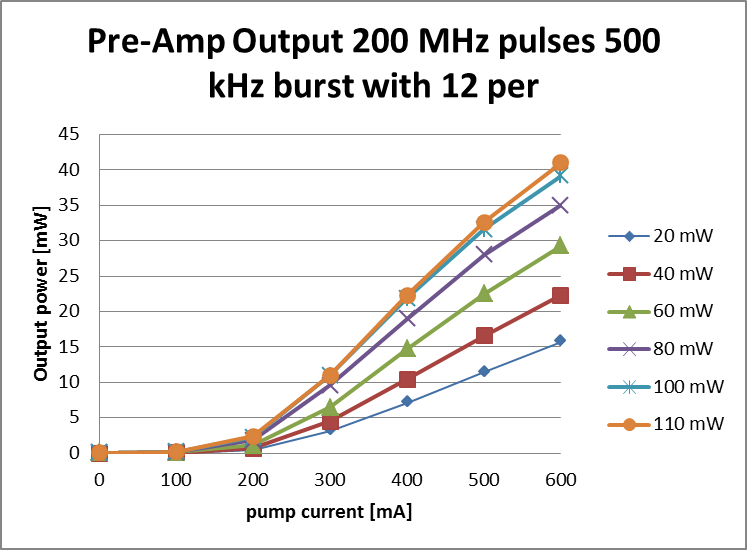 Pre-Amp Output 200 MHz pulses 500
kHz burst with 12 per
45
40
35
30
25
20
15
10
5
0
Output power [mW]
0 100 200 300 400 500 600
pump current [mA]
20 mW
40 mW
60 mW
80 mW
100 mW
110 mW